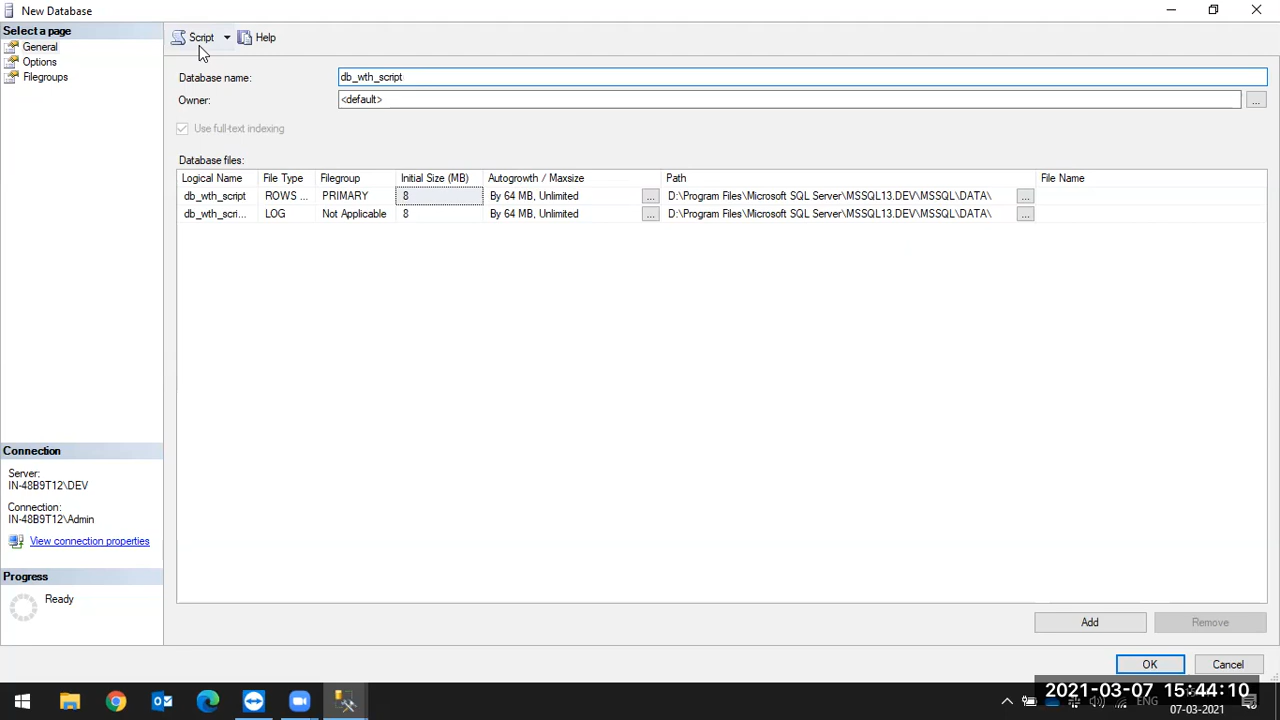 New Database
Select a page
General
Options
Filegroups
Script
Help
Database name:
db_wth_script
Owner:
<default>
...
Use full-text indexing
Database files:
Logical Name File Type Filegroup Initial Size (MB) Autogrowth / Maxsize Path File Name
db_wth_script ROWS ... PRIMARY 8 By 64 MB, Unlimited ... D:\Program Files\Microsoft SQL Server\MSSQL13.DEV\MSSQL\DATA\ ...
db_wth_scri... LOG Not Applicable 8 By 64 MB, Unlimited ... D:\Program Files\Microsoft SQL Server\MSSQL13.DEV\MSSQL\DATA\ ...
Connection
Server:
IN-48B9T12\DEV
Connection:
IN-48B9T12\Admin
View connection properties
Progress
Ready
Add
Remove
OK
Cancel
2021-03-07 15:44:10
ENG
07-03-2021